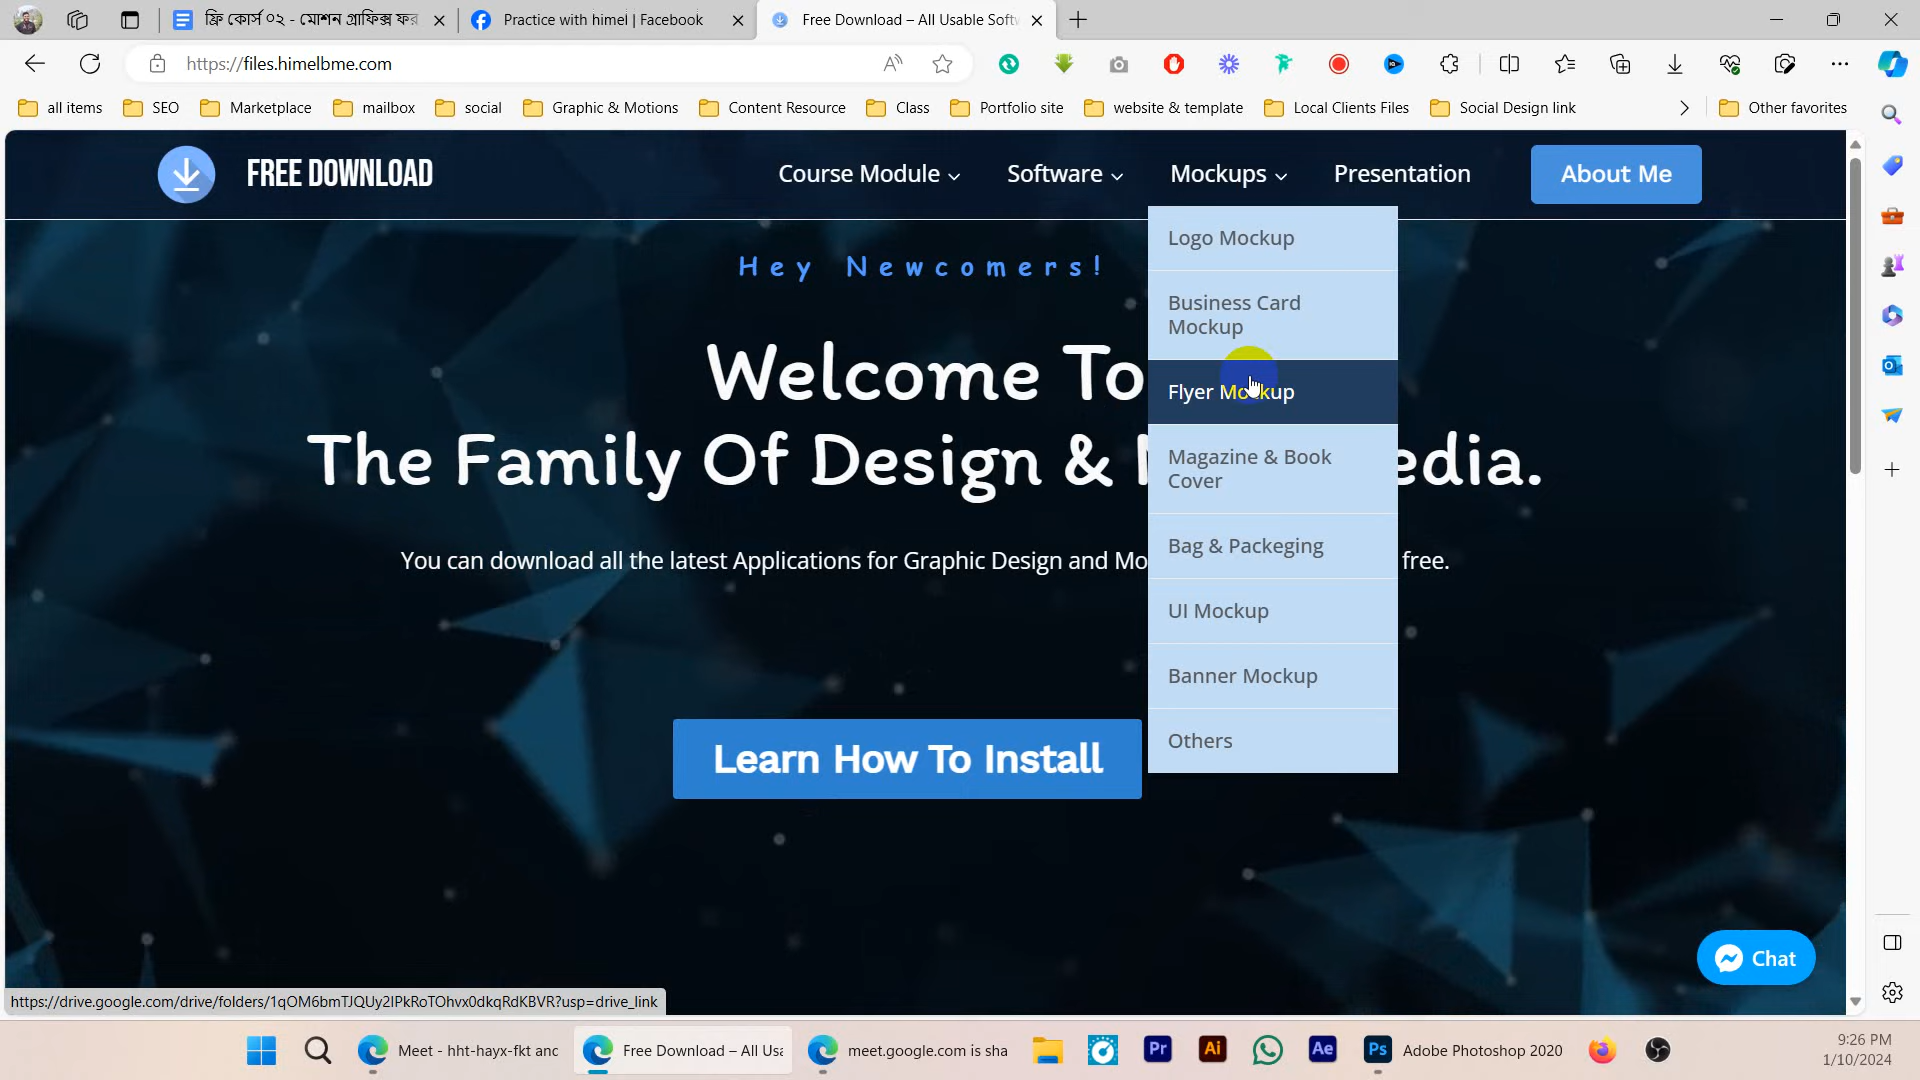 ফ্রি কোর্স ০২ - মোশন গ্রাফিক্স ফর
Practice with himel | Facebook
Free Download – All Usable Softw
https://files.himelbme.com
all items
SEO
Marketplace
mailbox
social
Graphic & Motions
Content Resource
Class
Portfolio site
website & template
Local Clients Files
Social Design link
Other favorites
FREE DOWNLOAD
Course Module
Software
Mockups
Presentation
About Me
Logo Mockup
Business Card
Mockup
Flyer Mockup
Magazine & Book
Cover
Bag & Packeging
UI Mockup
Banner Mockup
Others
Hey Newcomers!
Welcome To
The Family Of Design & M edia.
You can download all the latest Applications for Graphic Design and Mo free.
Learn How To Install
Chat
https://drive.google.com/drive/folders/1qOM6bmTJQUy2lPkRoTOhvx0dkqRdKBVR?usp=drive_link
Meet - hht-hayx-fkt anc
Free Download – All Usa
meet.google.com is sha
Pr
Ai
Ae
Ps
Adobe Photoshop 2020
9:26 PM
1/10/2024